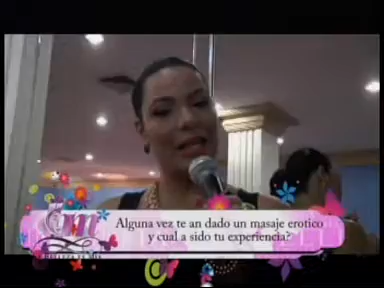 Alguna vez te an dado un masaje erotico
y cual a sido tu experiencia?